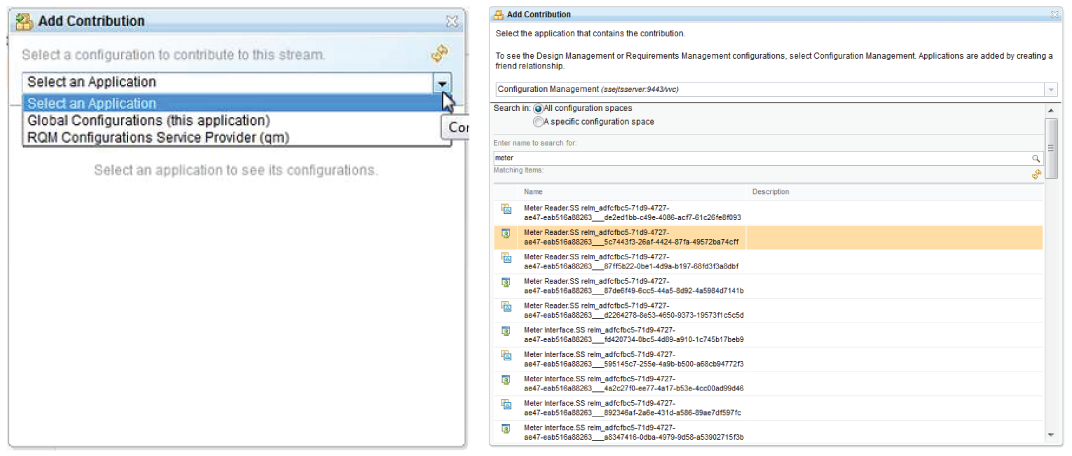 Add Contribution
Select a configuration to contribute to this stream.
Select an Application
Select an Application
Global Configurations (this application)
RQM Configurations Service Provider (qm)
Co
Select an application to see its configurations.
Add Contribution
Select the application that contains the contribution.
To see the Design Management or Requirements Management configurations, select Configuration Management. Applications are added by creating a
friend relationship.
Configuration Management (ssejtsserver:9443/vvc)
Search in: All configuration spaces
A specific configuration space
Enter name to search for:
meter
Matching items:
Name Description
Meter Reader.SS relm_adfcfbc5-71d9-4727-
ae47-eab516a88263___de2ed1bb-c49e-4086-acf7-61c26fe8f093
Meter Reader.SS relm_adfcfbc5-71d9-4727-
ae47-eab516a88263___5c7443f3-26af-4424-87fa-49572ba74cff
Meter Reader.SS relm_adfcfbc5-71d9-4727-
ae47-eab516a88263___87ff5b22-0be1-4d9a-b197-68fd3f3a8dbf
Meter Reader.SS relm_adfcfbc5-71d9-4727-
ae47-eab516a88263___87de6f49-6cc5-44a5-8d92-4a5984d7141b
Meter Reader.SS relm_adfcfbc5-71d9-4727-
ae47-eab516a88263___d2264278-8e53-4650-9373-19573f1c5c5d
Meter Interface.SS relm_adfcfbc5-71d9-4727-
ae47-eab516a88263___fd420734-0bc5-4d89-a910-1c745b17beb9
Meter Interface.SS relm_adfcfbc5-71d9-4727-
ae47-eab516a88263___595145c7-255e-4a9b-b500-a68cb94772f3
Meter Interface.SS relm_adfcfbc5-71d9-4727-
ae47-eab516a88263___4a2c27f0-ee77-4a17-b53e-4cc00ad99d46
Meter Interface.SS relm_adfcfbc5-71d9-4727-
ae47-eab516a88263___892346af-2a6e-431d-a586-89ae7df597fc
Meter Interface.SS relm_adfcfbc5-71d9-4727-
ae47-eab516a88263___a8347416-0dba-4979-9d58-a53902715f3b